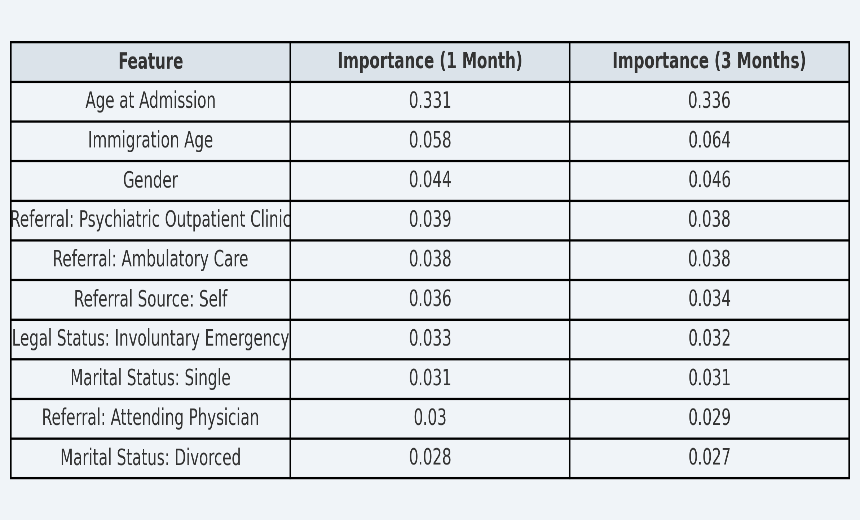 Feature Importance (1 Month) Importance (3 Months)
Age at Admission 0.331 0.336
Immigration Age 0.058 0.064
Gender 0.044 0.046
Referral: Psychiatric Outpatient Clinic 0.039 0.038
Referral: Ambulatory Care 0.038 0.038
Referral Source: Self 0.036 0.034
Legal Status: Involuntary Emergency 0.033 0.032
Marital Status: Single 0.031 0.031
Referral: Attending Physician 0.03 0.029
Marital Status: Divorced 0.028 0.027